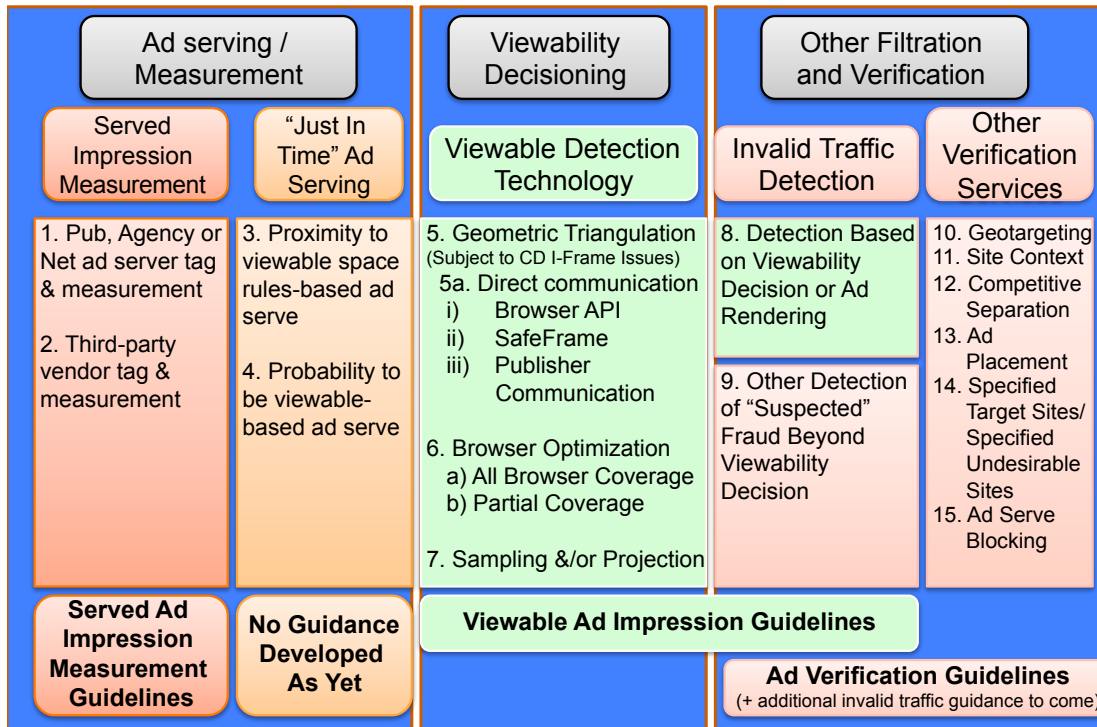 Ad serving /
Measurement
Viewability
Decisioning
Other Filtration
and Verification
Served
Impression
Measurement
“Just In
Time” Ad
Serving
Viewable Detection
Technology
Invalid Traffic
Detection
Other
Verification
Services
1. Pub, Agency or
Net ad server tag
& measurement
2. Third-party
vendor tag &
measurement
3. Proximity to
viewable space
rules-based ad
serve
4. Probability to
be viewable-
based ad serve
5. Geometric Triangulation
(Subject to CD I-Frame Issues)
5a. Direct communication
i) Browser API
ii) SafeFrame
iii) Publisher
Communication
6. Browser Optimization
a) All Browser Coverage
b) Partial Coverage
7. Sampling &/or Projection
8. Detection Based
on Viewability
Decision or Ad
Rendering
9. Other Detection
of “Suspected”
Fraud Beyond
Viewability
Decision
10. Geotargeting
11. Site Context
12. Competitive
Separation
13. Ad
Placement
14. Specified
Target Sites/
Specified
Undesirable
Sites
15. Ad Serve
Blocking
Served Ad
Impression
Measurement
Guidelines
No Guidance
Developed
As Yet
Viewable Ad Impression Guidelines
Ad Verification Guidelines
(+ additional invalid traffic guidance to come)